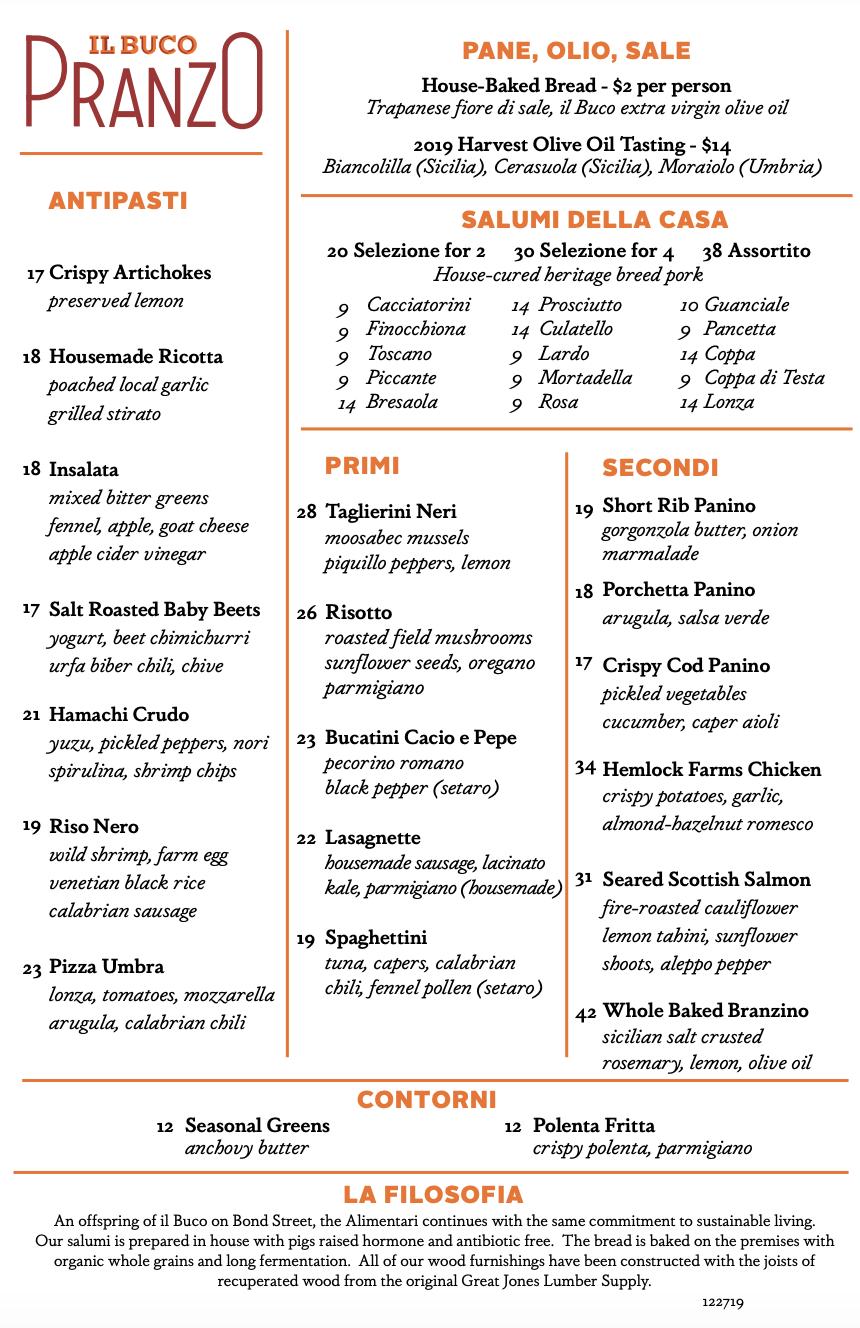 IL BUCO
PRANZO
ANTIPASTI
17 Crispy Artichokes
preserved lemon
18 Housemade Ricotta
poached local garlic
grilled stirato
18 Insalata
mixed bitter greens
fennel, apple, goat cheese
apple cider vinegar
17 Salt Roasted Baby Beets
yogurt, beet chimichurri
urfa biber chili, chive
21 Hamachi Crudo
yuzu, pickled peppers, nori
spirulina, shrimp chips
19 Riso Nero
wild shrimp, farm egg
venetian black rice
calabrian sausage
23 Pizza Umbra
lonza, tomatoes, mozzarella
arugula, calabrian chili
PANE, OLIO, SALE
House-Baked Bread - $2 per person
Trapanese fiore di sale, il Buco extra virgin olive oil
2019 Harvest Olive Oil Tasting - $14
Biancolilla (Sicilia), Cerasuola (Sicilia), Moraiolo (Umbria)
SALUMI DELLA CASA
20 Selezione for 2 30 Selezione for 4 38 Assortito
House-cured heritage breed pork
9 Cacciatorini 14 Prosciutto 10 Guanciale
9 Finocchiona 14 Culatello 9 Pancetta
9 Toscano 9 Lardo 14 Coppa
9 Piccante 9 Mortadella 9 Coppa di Testa
14 Bresaola 9 Rosa 14 Lonza
PRIMI
28 Taglierini Neri
moosabec mussels
piquillo peppers, lemon
26 Risotto
roasted field mushrooms
sunflower seeds, oregano
parmigiano
23 Bucatini Cacio e Pepe
pecorino romano
black pepper (setaro)
22 Lasagnette
housemade sausage, lacinato
kale, parmigiano (housemade)
19 Spaghettini
tuna, capers, calabrian
chili, fennel pollen (setaro)
SECONDI
19 Short Rib Panino
gorgonzola butter, onion
marmalade
18 Porchetta Panino
arugula, salsa verde
17 Crispy Cod Panino
pickled vegetables
cucumber, caper aioli
34 Hemlock Farms Chicken
crispy potatoes, garlic,
almond-hazelnut romesco
31 Seared Scottish Salmon
fire-roasted cauliflower
lemon tahini, sunflower
shoots, aleppo pepper
42 Whole Baked Branzino
sicilian salt crusted
rosemary, lemon, olive oil
CONTORNI
12 Seasonal Greens
anchovy butter
12 Polenta Fritta
crispy polenta, parmigiano
LA FILOSOFIA
An offspring of il Buco on Bond Street, the Alimentari continues with the same commitment to sustainable living.
Our salumi is prepared in house with pigs raised hormone and antibiotic free. The bread is baked on the premises with
organic whole grains and long fermentation. All of our wood furnishings have been constructed with the joists of
recuperated wood from the original Great Jones Lumber Supply.
122719